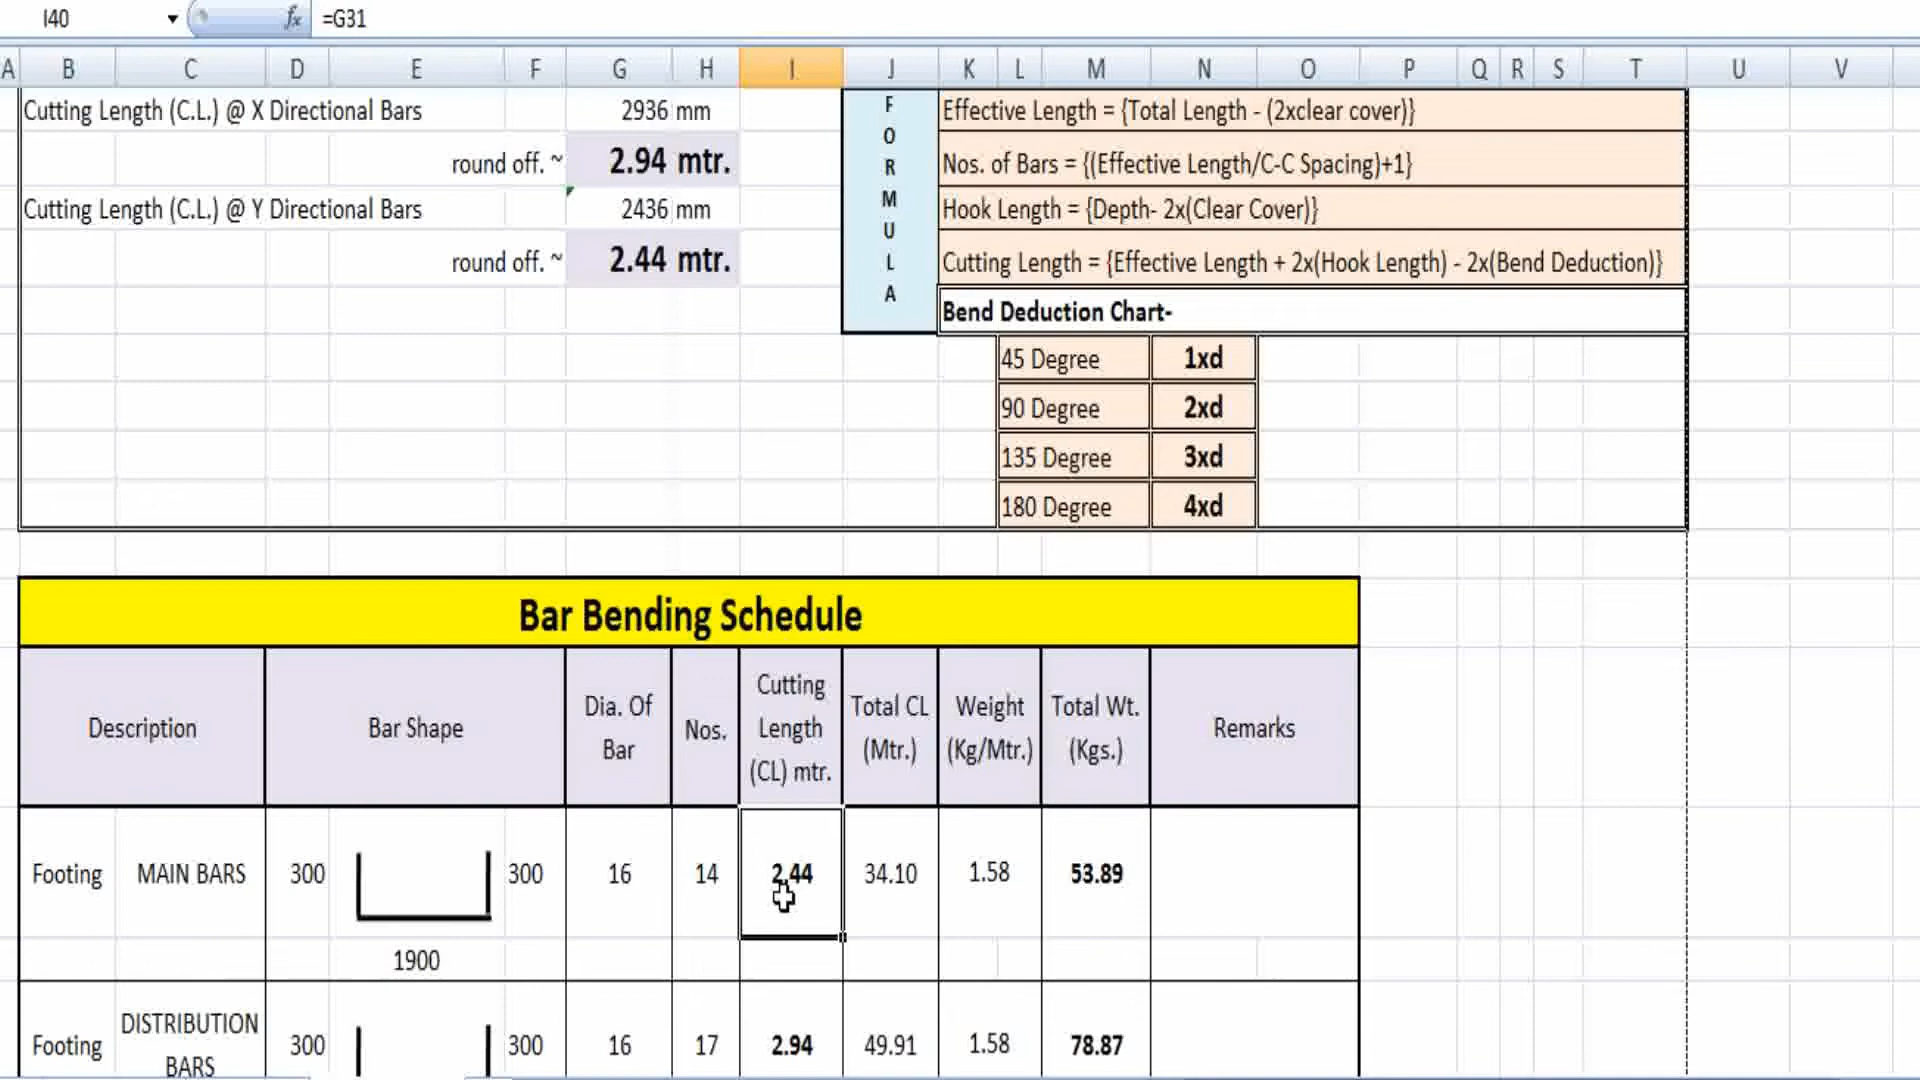 I40 fx =G31
A B C D E F G H I J K L M N O P Q R S T U V
Cutting Length (C.L.) @ X Directional Bars 2936 mm
round off. ~ 2.94 mtr.
Cutting Length (C.L.) @ Y Directional Bars 2436 mm
round off. ~ 2.44 mtr.
F
O
R
M
U
L
A
Effective Length = {Total Length - (2xclear cover)}
Nos. of Bars = {(Effective Length/C-C Spacing)+1}
Hook Length = {Depth- 2x(Clear Cover)}
Cutting Length = {Effective Length + 2x(Hook Length) - 2x(Bend Deduction)}
Bend Deduction Chart-
45 Degree 1xd
90 Degree 2xd
135 Degree 3xd
180 Degree 4xd
Bar Bending Schedule
Description
Bar Shape
Dia. Of
Bar
Nos.
Cutting
Length
(CL) mtr.
Total CL
(Mtr.)
Weight
(Kg/Mtr.)
Total Wt.
(Kgs.)
Remarks
Footing MAIN BARS 300 300 16 14 2.44 34.10 1.58 53.89
1900
Footing
DISTRIBUTION
BARS
300 300 16 17 2.94 49.91 1.58 78.87